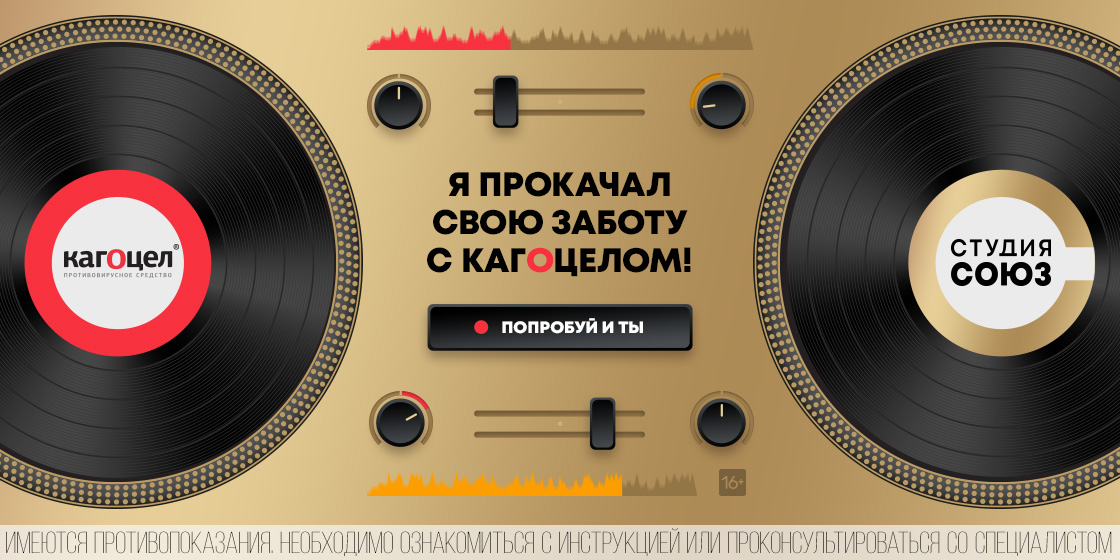 Я ПРОКАЧАЛ
СВОЮ ЗАБОТУ
С КАГОЦЕЛОМ!
кагоцел®
ПРОТИВОВИРУСНОЕ СРЕДСТВО
СТУДИЯ
СОЮЗ
ПОПРОБУЙ И ТЫ
16+
ИМЕЮТСЯ ПРОТИВОПОКАЗАНИЯ. НЕОБХОДИМО ОЗНАКОМИТЬСЯ С ИНСТРУКЦИЕЙ ИЛИ ПРОКОНСУЛЬТИРОВАТЬСЯ СО СПЕЦИАЛИСТОМ